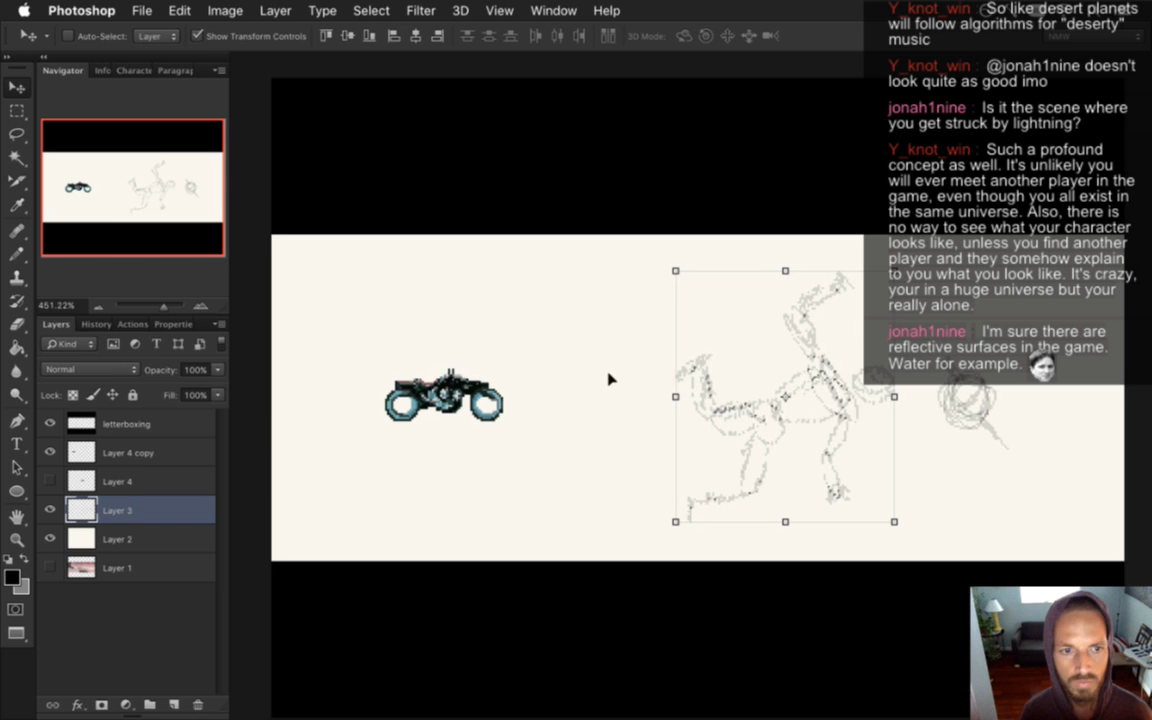 Photoshop File Edit Image Layer Type Select Filter 3D View Window Help
Auto-Select: Layer Show Transform Controls 3D Mode:
Navigator Info Characte Paragraj
451.22%
Layers History Actions Propertie
Kind
Normal Opacity: 100%
Lock: Fill: 100%
letterboxing
Layer 4 copy
Layer 4
Layer 3
Layer 2
Layer 1
Y_knot_win : So like desert planets
will follow algorithms for "deserty"
music
Y_knot_win : @jonah1nine doesn't
look quite as good imo
jonah1nine : Is it the scene where
you get struck by lightning?
Y_knot_win : Such a profound
concept as well. It's unlikely you
will ever meet another player in the
game, even though you all exist in
the same universe. Also, there is
no way to see what your character
looks like, unless you find another
player and they somehow explain
to you what you look like. It's crazy,
your in a huge universe but your
really alone.
jonah1nine : I'm sure there are
reflective surfaces in the game.
Water for example.